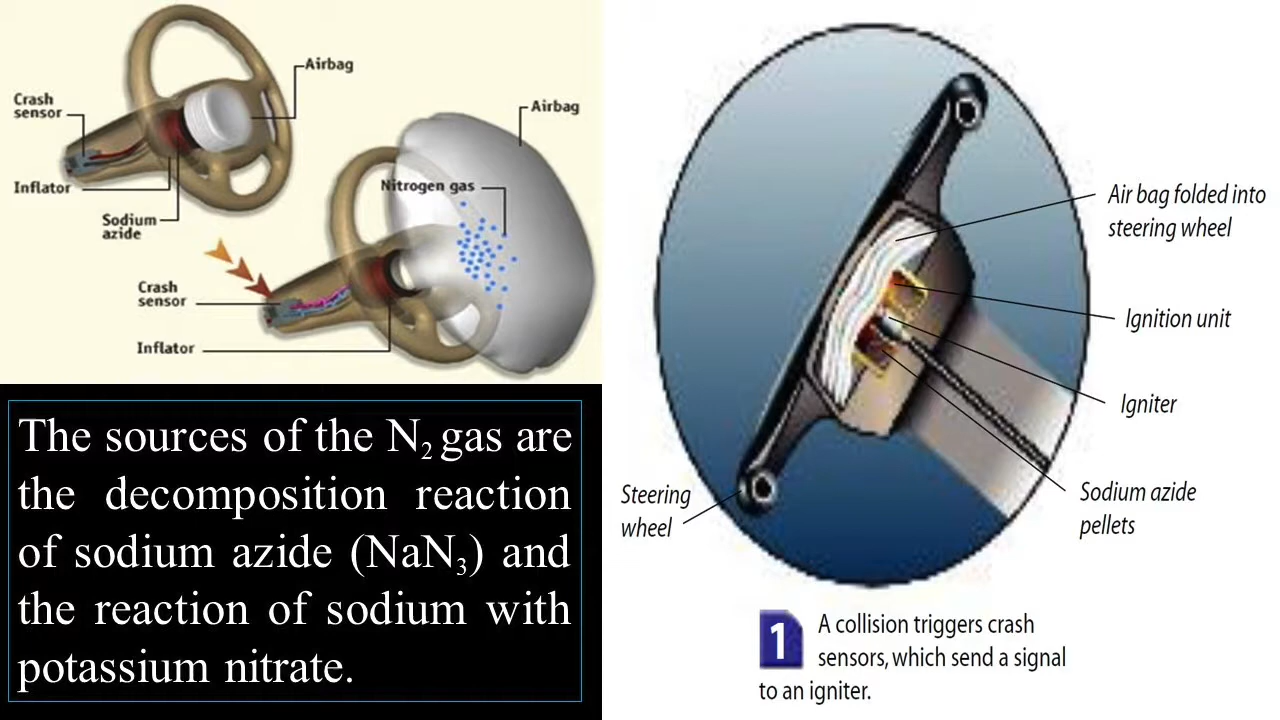 Airbag
Crash
sensor
Inflator
Sodium
azide
Airbag
Nitrogen gas
Crash
sensor
Inflator
The sources of the N₂ gas are
the decomposition reaction
of sodium azide (NaN₃) and
the reaction of sodium with
potassium nitrate.
Air bag folded into
steering wheel
Ignition unit
Igniter
Sodium azide
pellets
Steering
wheel
1 A collision triggers crash
sensors, which send a signal
to an igniter.